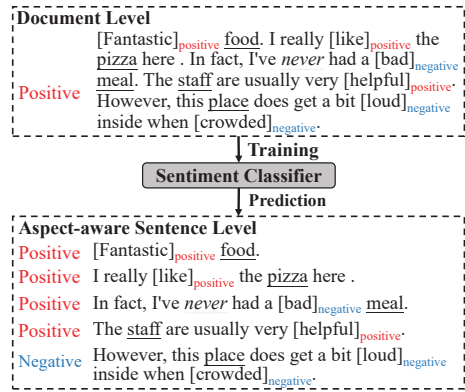 Document Level
[Fantastic]positive food. I really [like]positive the
pizza here . In fact, I've never had a [bad]negative
Positive meal. The staff are usually very [helpful]positive.
However, this place does get a bit [loud]negative
inside when [crowded]negative.
Training
Sentiment Classifier
Prediction
Aspect-aware Sentence Level
Positive [Fantastic]positive food.
Positive I really [like]positive the pizza here .
Positive In fact, I've never had a [bad]negative meal.
Positive The staff are usually very [helpful]positive.
Negative However, this place does get a bit [loud]negative
inside when [crowded]negative.